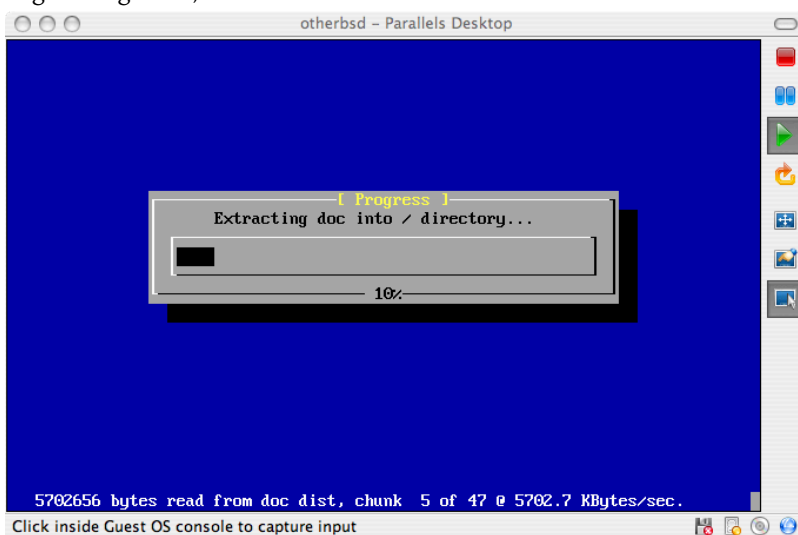 otherbsd – Parallels Desktop
[ Progress ]
Extracting doc into / directory...
10%
5702656 bytes read from doc dist, chunk  5 of 47 @ 5702.7 KBytes/sec.
Click inside Guest OS console to capture input